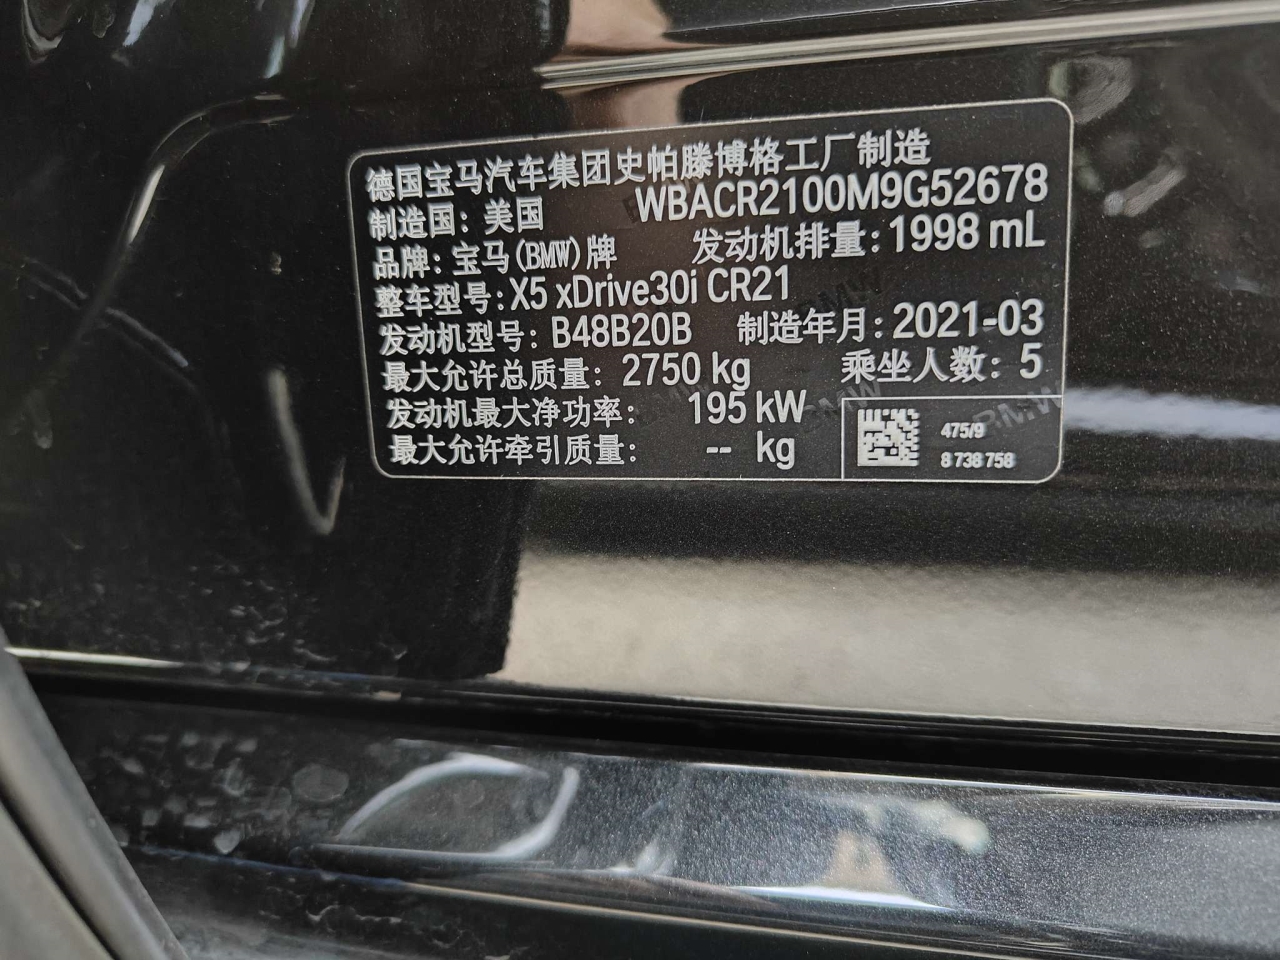 德国宝马汽车集团史帕滕博格工厂制造
制造国: 美国 WBACR2100M9G52678
品牌: 宝马(BMW)牌 发动机排量: 1998 mL
整车型号: X5 xDrive30i CR21
发动机型号: B48B20B 制造年月: 2021-03
最大允许总质量: 2750 kg 乘坐人数: 5
发动机最大净功率: 195 kW
最大允许牵引质量: -- kg
475/9
8 738 758
BMW
BMW
BMW